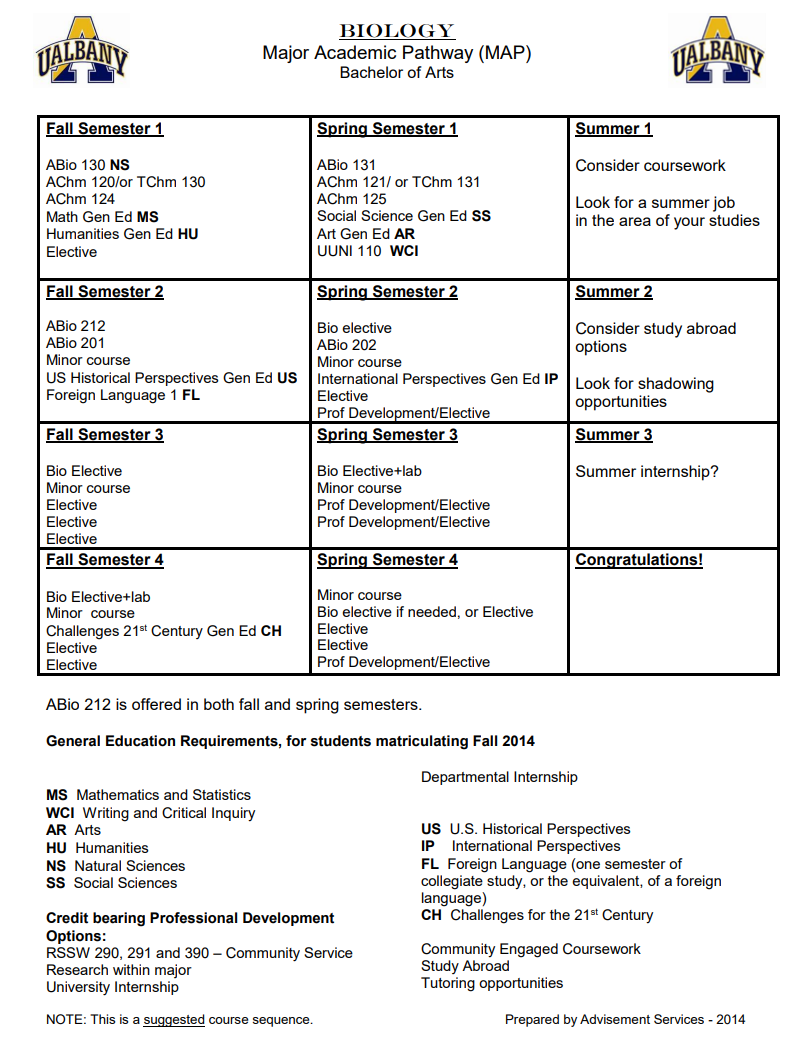 UALBANY
BIOLOGY
UALBANY
Major Academic Pathway (MAP)
Bachelor of Arts
Fall Semester 1
ABio 130 NS
AChm 120/or TChm 130
AChm 124
Math Gen Ed MS
Humanities Gen Ed HU
Elective
Spring Semester 1
ABio 131
AChm 121/ or TChm 131
AChm 125
Social Science Gen Ed SS
Art Gen Ed AR
UUNI 110 WCI
Summer 1
Consider coursework
Look for a summer job
in the area of your studies
Fall Semester 2
ABio 212
ABio 201
Minor course
US Historical Perspectives Gen Ed US
Foreign Language 1 FL
Spring Semester 2
Bio elective
ABio 202
Minor course
International Perspectives Gen Ed IP
Elective
Prof Development/Elective
Summer 2
Consider study abroad
options
Look for shadowing
opportunities
Fall Semester 3
Bio Elective
Minor course
Elective
Elective
Elective
Spring Semester 3
Bio Elective+lab
Minor course
Prof Development/Elective
Prof Development/Elective
Summer 3
Summer internship?
Fall Semester 4
Bio Elective+lab
Minor course
Challenges 21st Century Gen Ed CH
Elective
Elective
Spring Semester 4
Minor course
Bio elective if needed, or Elective
Elective
Elective
Prof Development/Elective
Congratulations!
ABio 212 is offered in both fall and spring semesters.
General Education Requirements, for students matriculating Fall 2014
MS Mathematics and Statistics
WCI Writing and Critical Inquiry
AR Arts
HU Humanities
NS Natural Sciences
SS Social Sciences
Credit bearing Professional Development
Options:
RSSW 290, 291 and 390 – Community Service
Research within major
University Internship
Departmental Internship
US U.S. Historical Perspectives
IP International Perspectives
FL Foreign Language (one semester of
collegiate study, or the equivalent, of a foreign
language)
CH Challenges for the 21st Century
Community Engaged Coursework
Study Abroad
Tutoring opportunities
NOTE: This is a suggested course sequence.
Prepared by Advisement Services - 2014